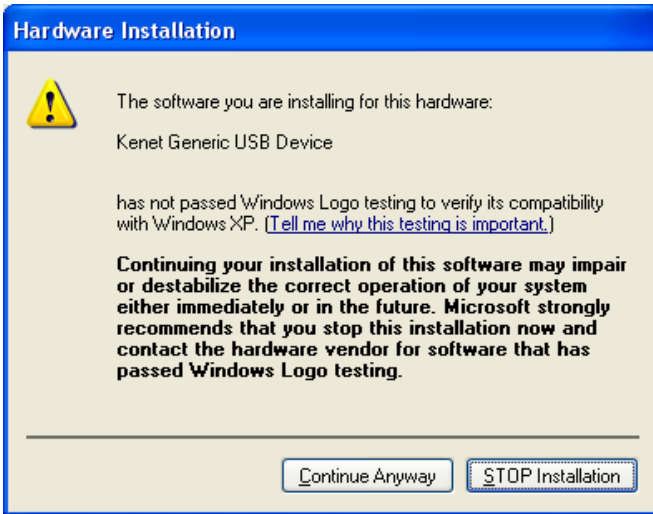 Hardware Installation
The software you are installing for this hardware:
Kenet Generic USB Device
has not passed Windows Logo testing to verify its compatibility
with Windows XP. (Tell me why this testing is important.)
Continuing your installation of this software may impair
or destabilize the correct operation of your system
either immediately or in the future. Microsoft strongly
recommends that you stop this installation now and
contact the hardware vendor for software that has
passed Windows Logo testing.
Continue Anyway
STOP Installation